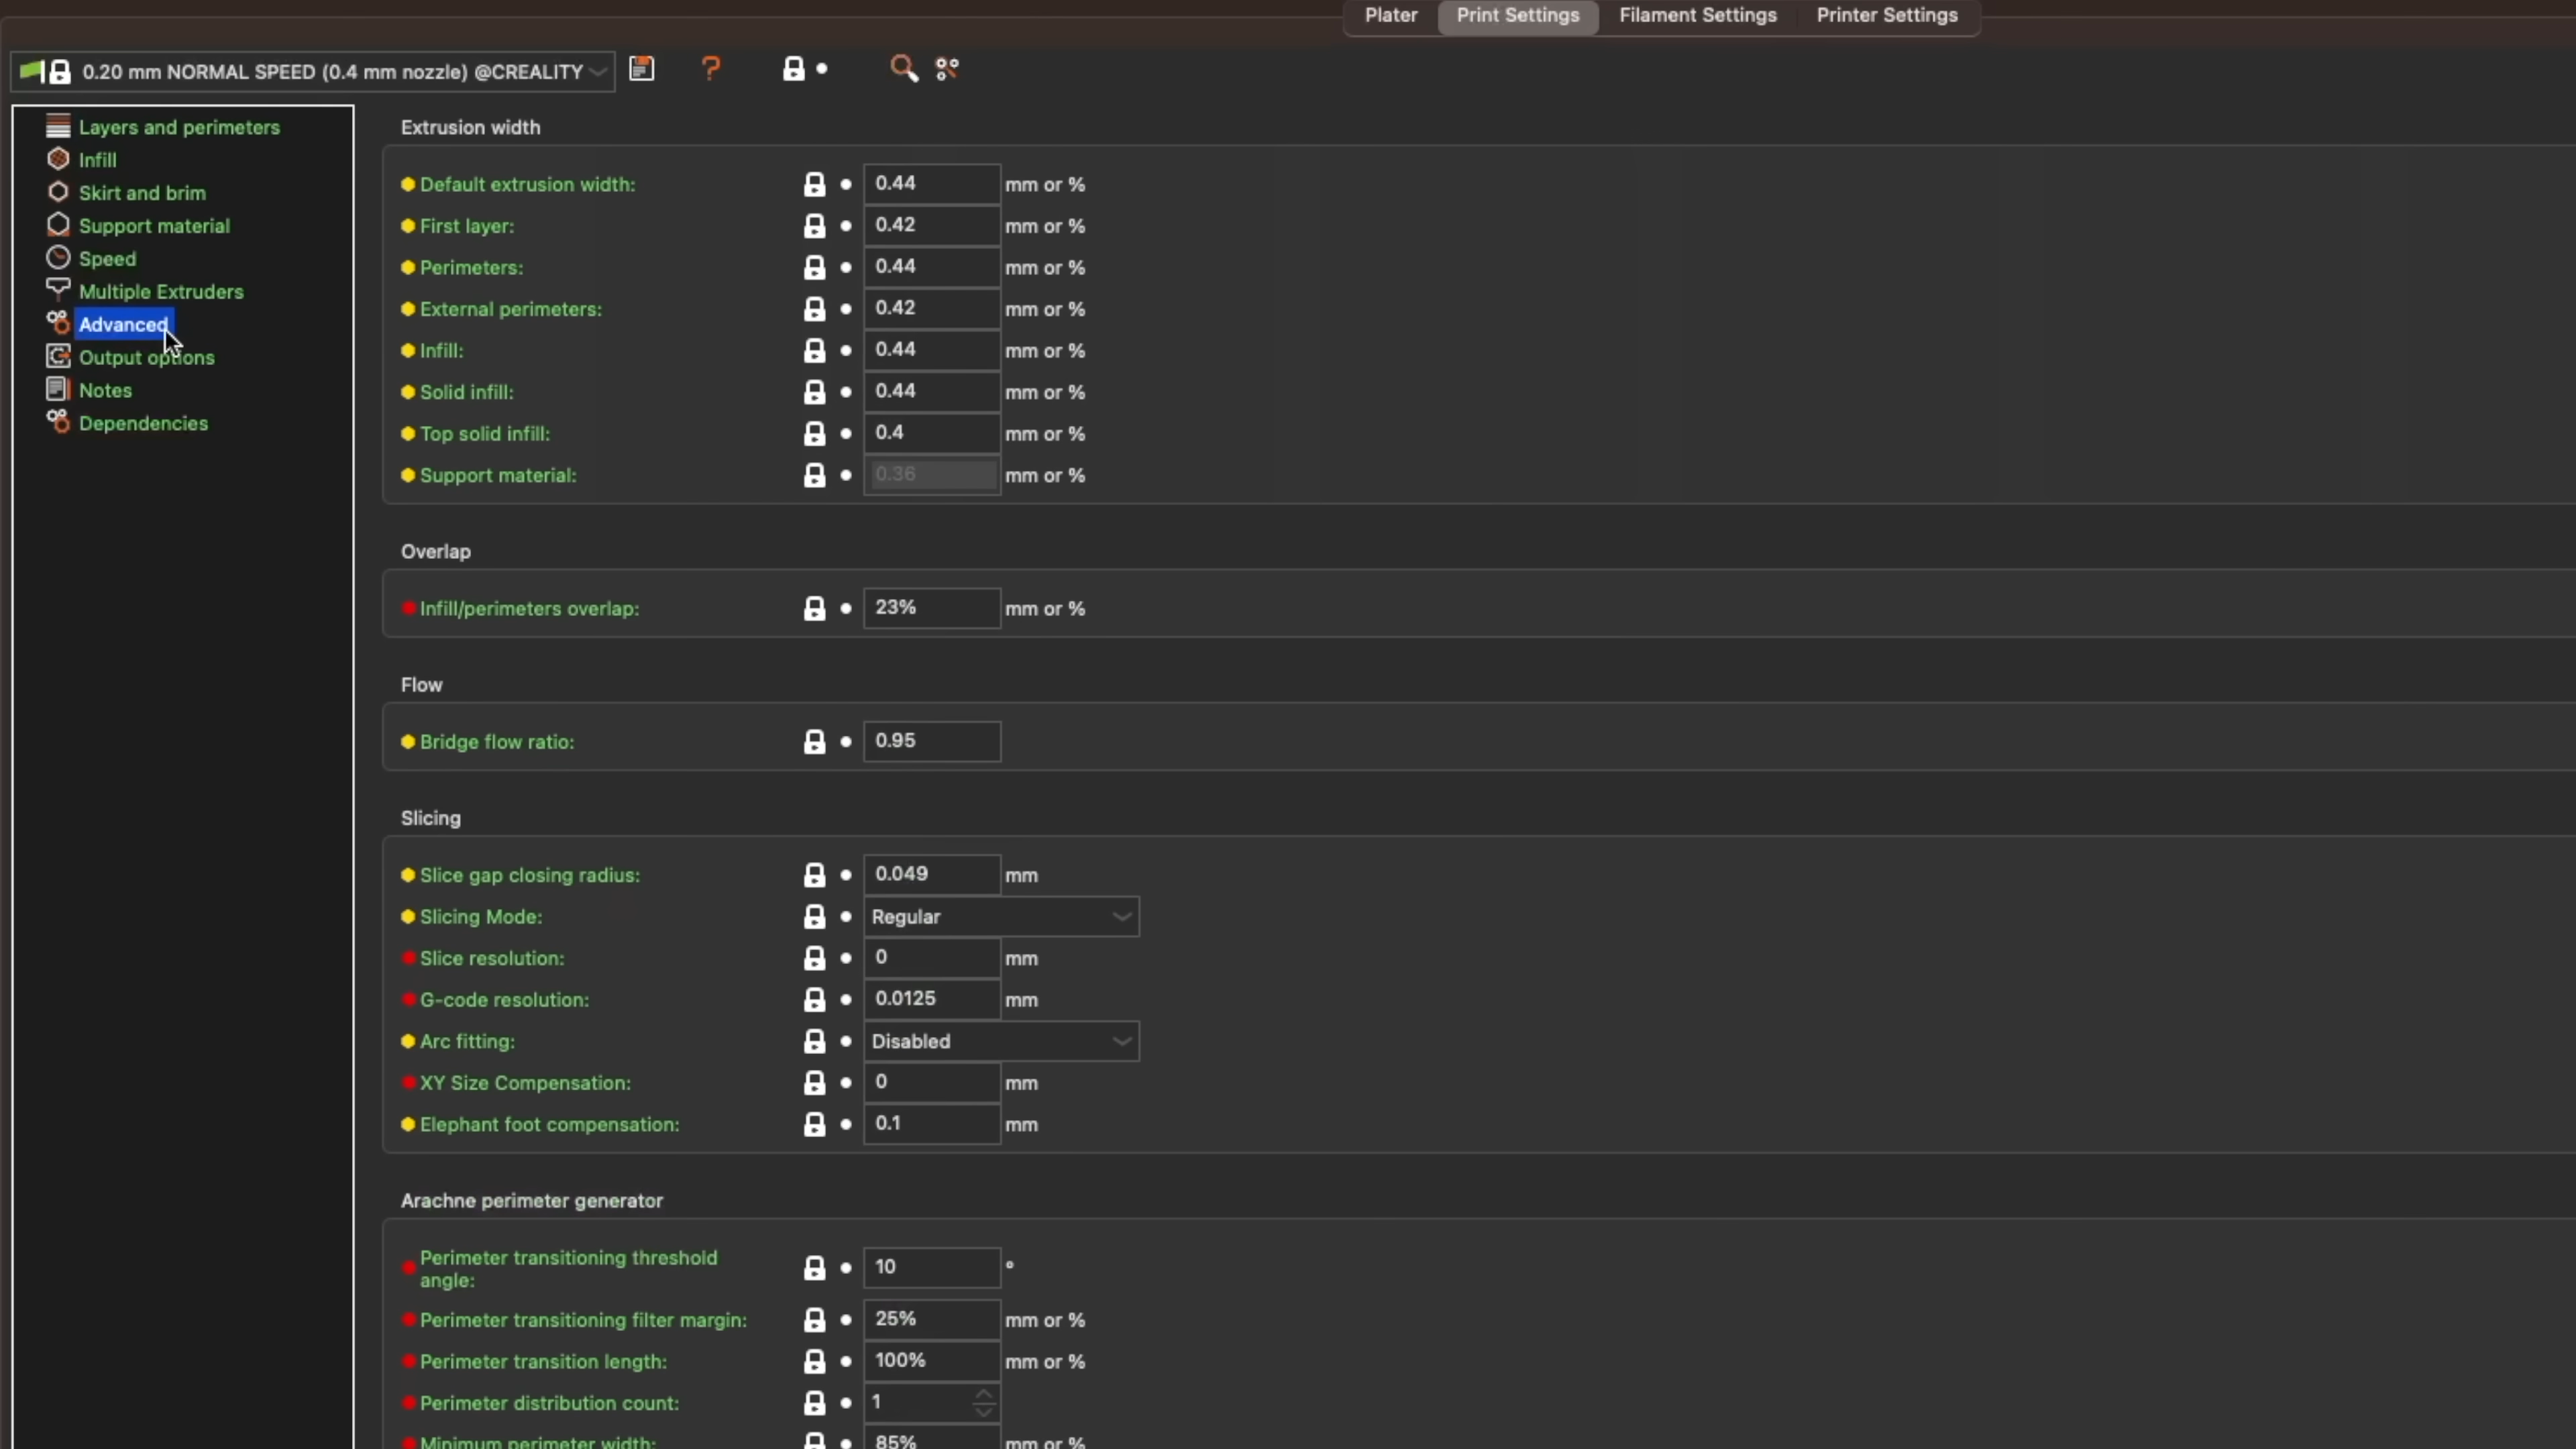 Plater Print Settings Filament Settings Printer Settings
0.20 mm NORMAL SPEED (0.4 mm nozzle) @CREALITY
Layers and perimeters
Infill
Skirt and brim
Support material
Speed
Multiple Extruders
Advanced
Output options
Notes
Dependencies
Extrusion width
Default extrusion width: 0.44 mm or %
First layer: 0.42 mm or %
Perimeters: 0.44 mm or %
External perimeters: 0.42 mm or %
Infill: 0.44 mm or %
Solid infill: 0.44 mm or %
Top solid infill: 0.4 mm or %
Support material: 0.36 mm or %
Overlap
Infill/perimeters overlap: 23% mm or %
Flow
Bridge flow ratio: 0.95
Slicing
Slice gap closing radius: 0.049 mm
Slicing Mode: Regular
Slice resolution: 0 mm
G-code resolution: 0.0125 mm
Arc fitting: Disabled
XY Size Compensation: 0 mm
Elephant foot compensation: 0.1 mm
Arachne perimeter generator
Perimeter transitioning threshold
angle: 10 °
Perimeter transitioning filter margin: 25% mm or %
Perimeter transition length: 100% mm or %
Perimeter distribution count: 1
Minimum perimeter width: 85% mm or %